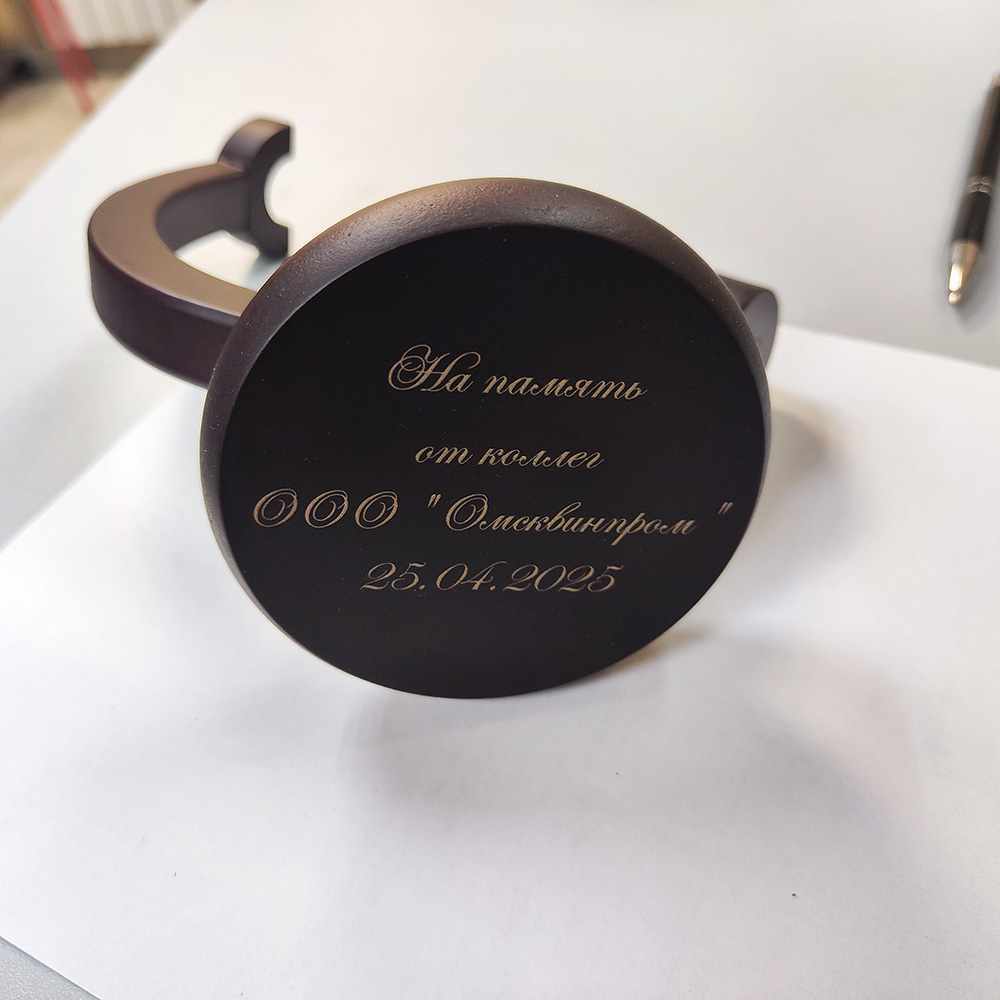 На память
от коллег
ООО "Омсквинпром"
25.04.2025